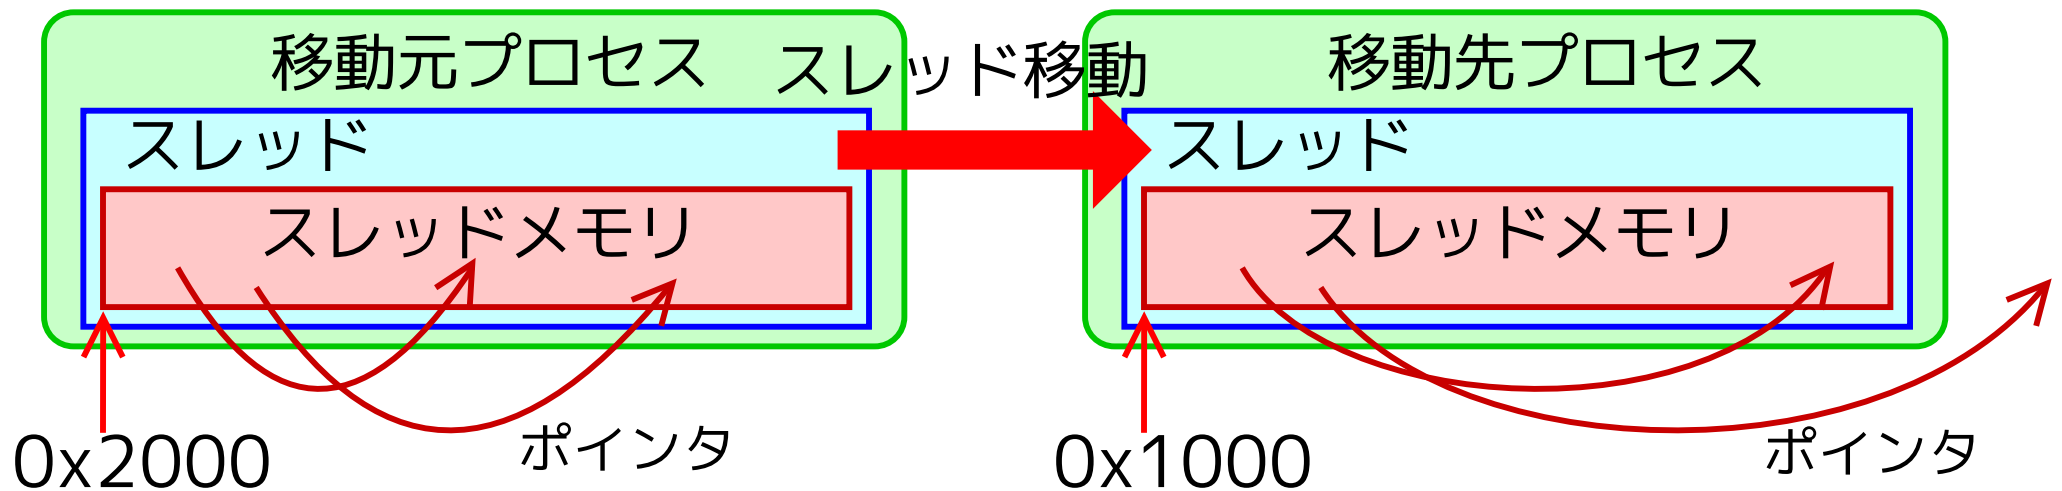 移動元プロセス
スレッド
スレッドメモリ
0x2000
ポインタ
スレッド移動
移動先プロセス
スレッド
スレッドメモリ
0x1000
ポインタ